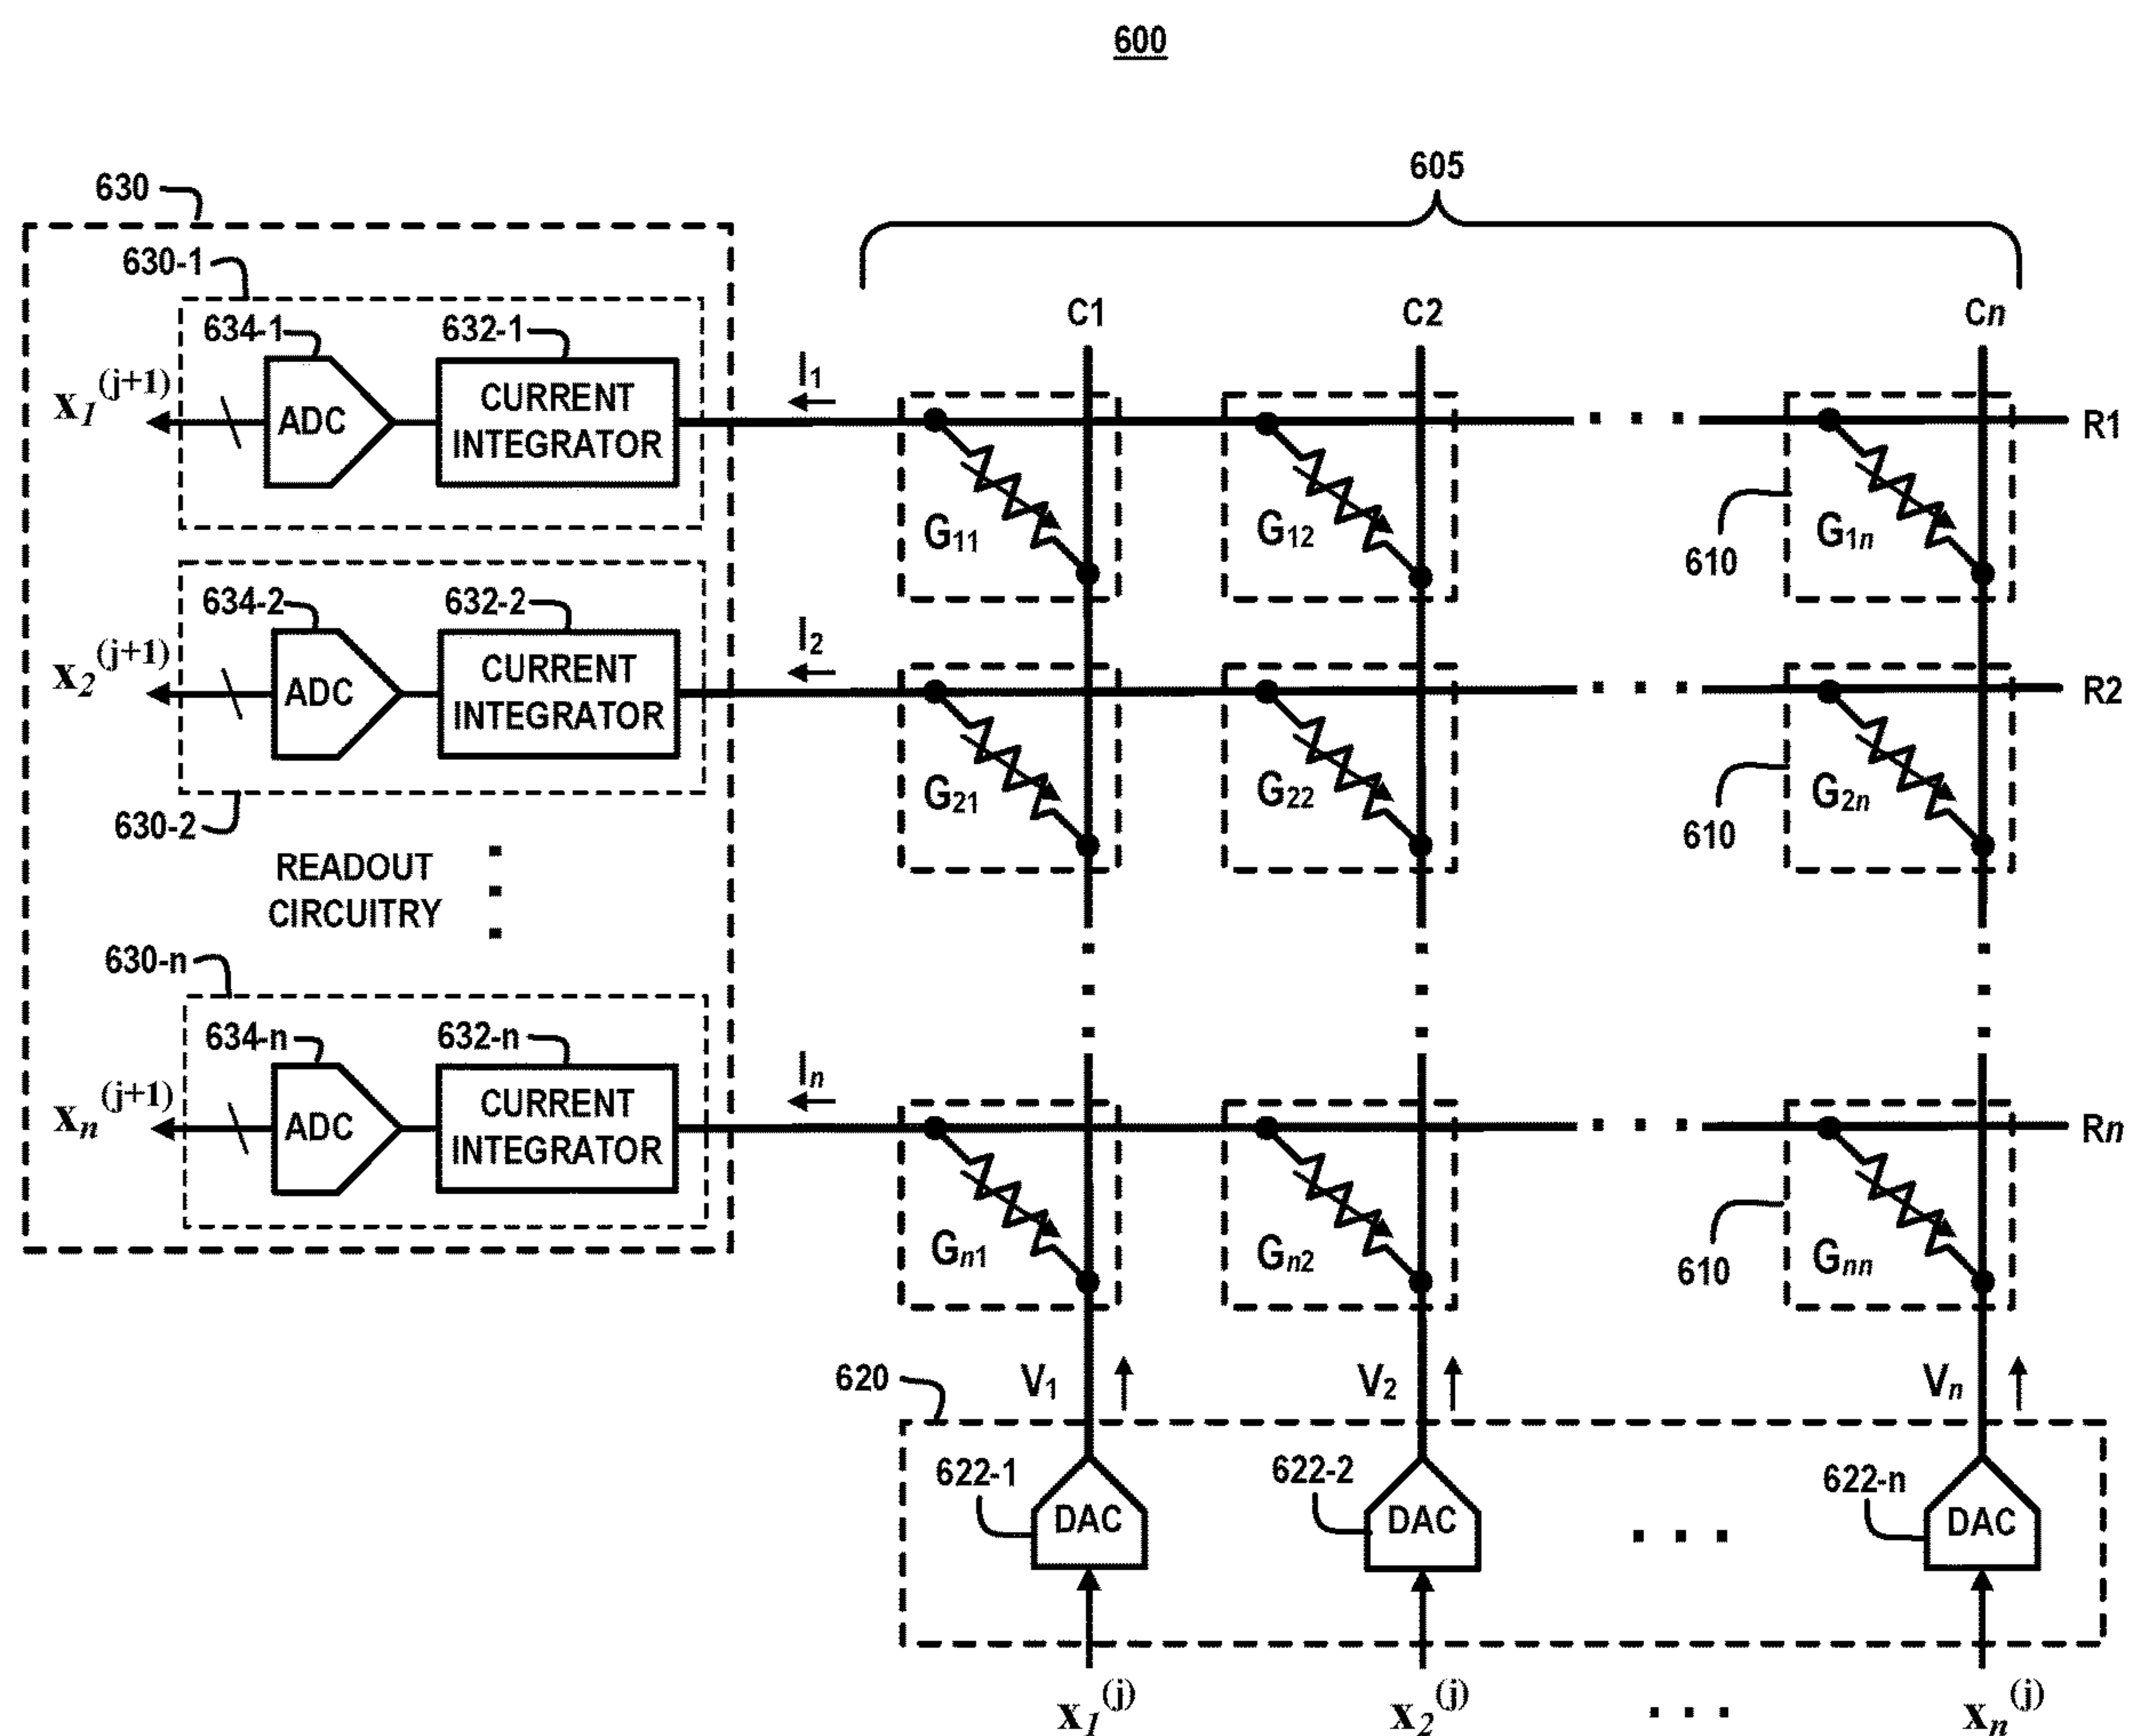 600
605
630
630-1
C1 C2 Cn
634-1 632-1
x1(j+1) ADC CURRENT INTEGRATOR I1
R1
G11 G12 G1n
610
634-2 632-2
x2(j+1) ADC CURRENT INTEGRATOR I2
R2
G21 G22 G2n
630-2
610
READOUT
CIRCUITRY
630-n
634-n 632-n
xn(j+1) ADC CURRENT INTEGRATOR In
Rn
Gn1 Gn2 Gnn
610
620 V1 V2 Vn
622-1 622-2 622-n
DAC DAC . . . DAC
x1(j) x2(j) . . . xn(j)